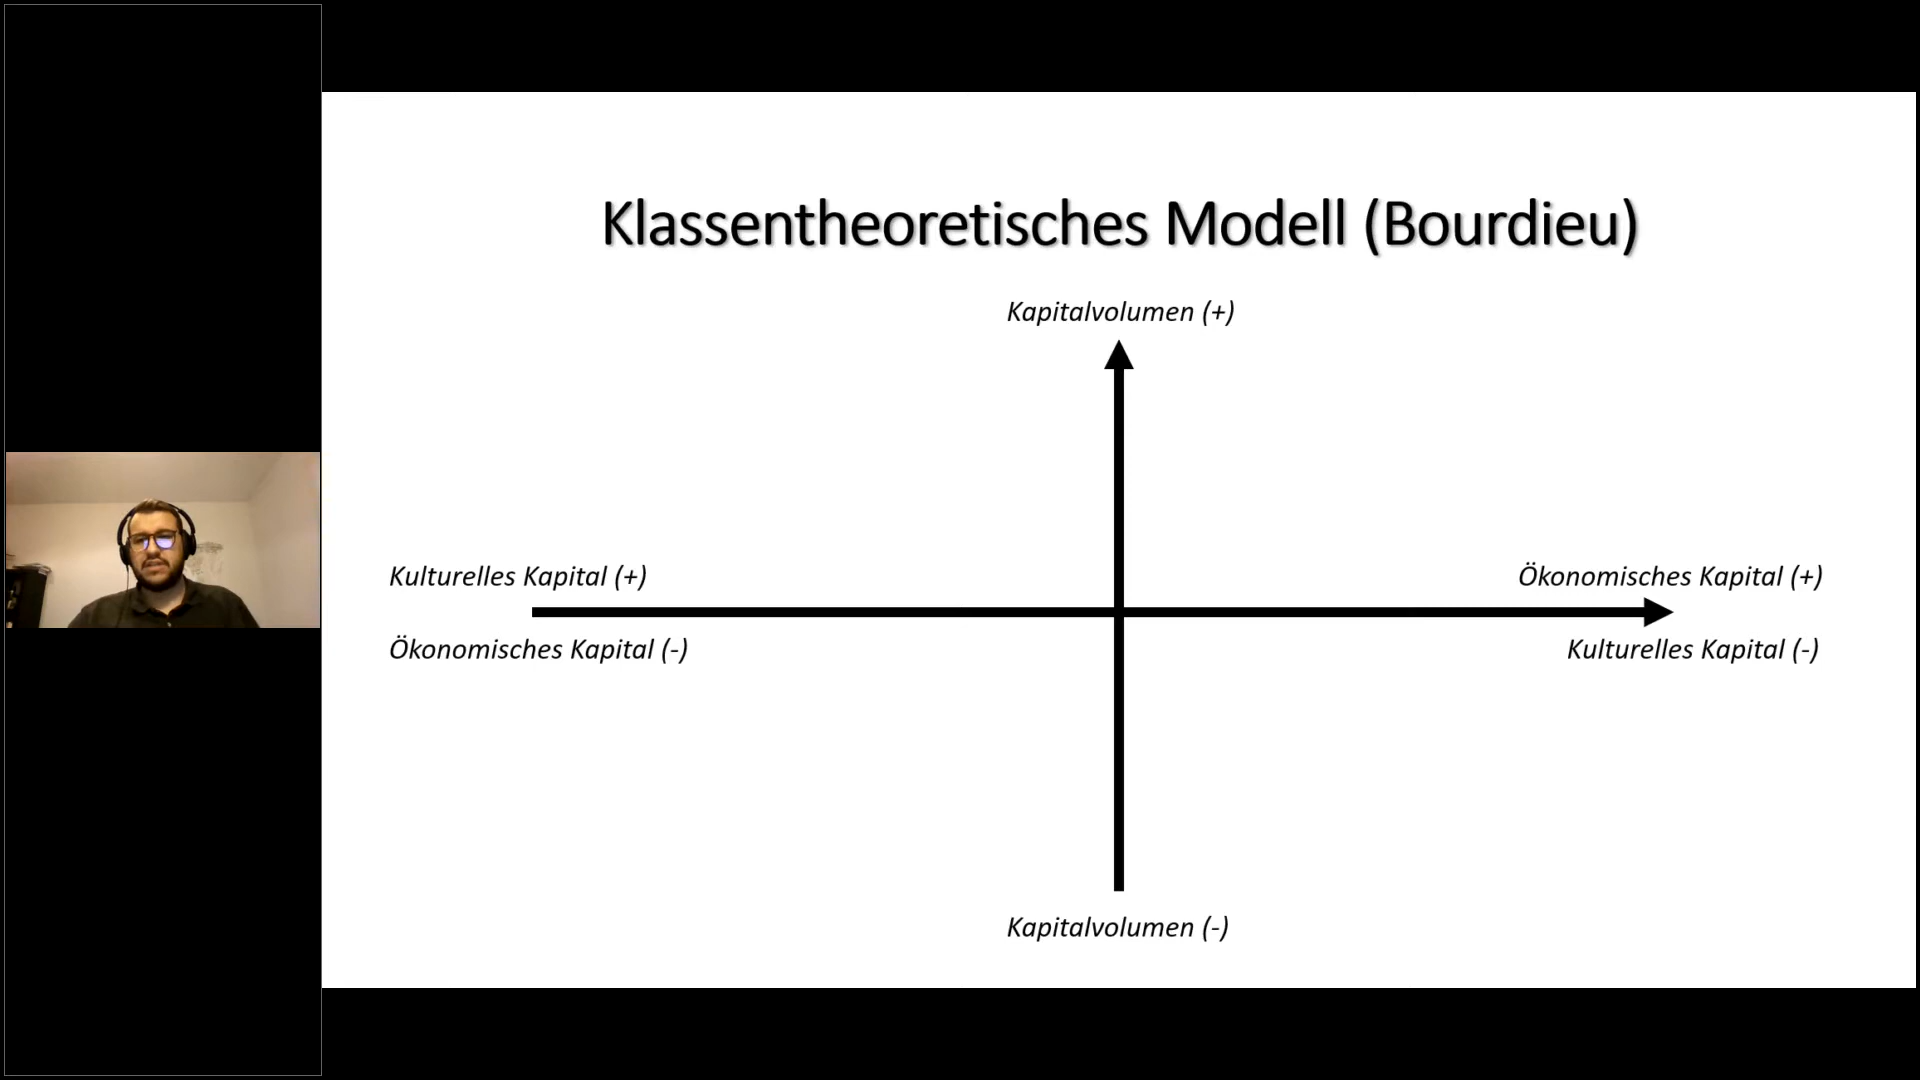 Klassentheoretisches Modell (Bourdieu)
Kapitalvolumen (+)
Kulturelles Kapital (+)
Ökonomisches Kapital (+)
Ökonomisches Kapital (-)
Kulturelles Kapital (-)
Kapitalvolumen (-)